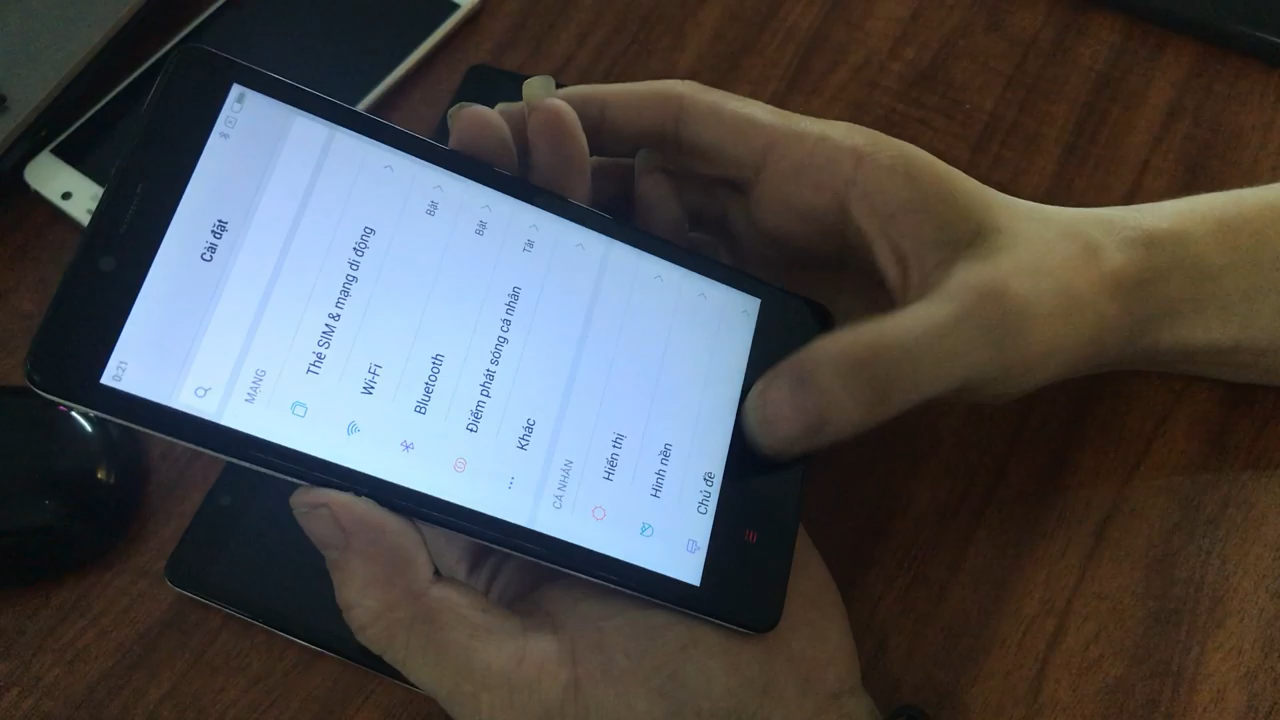 0:21
Cài đặt
MẠNG
Thẻ SIM & mạng di động
Wi-Fi
Bật
Bluetooth
Bật
Điểm phát sóng cá nhân
Tắt
Khác
CÁ NHÂN
Hiển thị
Hình nền
Chủ đề